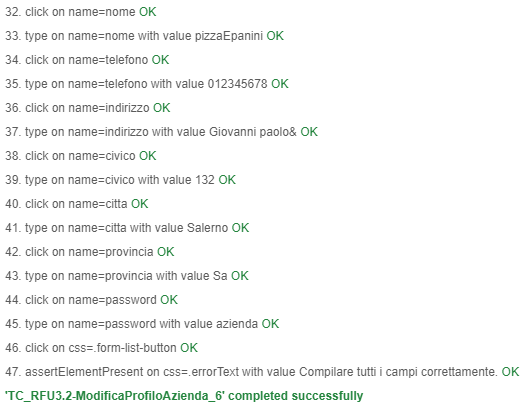 32. click on name=nome OK
33. type on name=nome with value pizzaEpanini OK
34. click on name=telefono OK
35. type on name=telefono with value 012345678 OK
36. click on name=indirizzo OK
37. type on name=indirizzo with value Giovanni paolo& OK
38. click on name=civico OK
39. type on name=civico with value 132 OK
40. click on name=citta OK
41. type on name=citta with value Salerno OK
42. click on name=provincia OK
43. type on name=provincia with value Sa OK
44. click on name=password OK
45. type on name=password with value azienda OK
46. click on css=.form-list-button OK
47. assertElementPresent on css=.errorText with value Compilare tutti i campi correttamente. OK
'TC_RFU3.2-ModificaProfiloAzienda_6' completed successfully